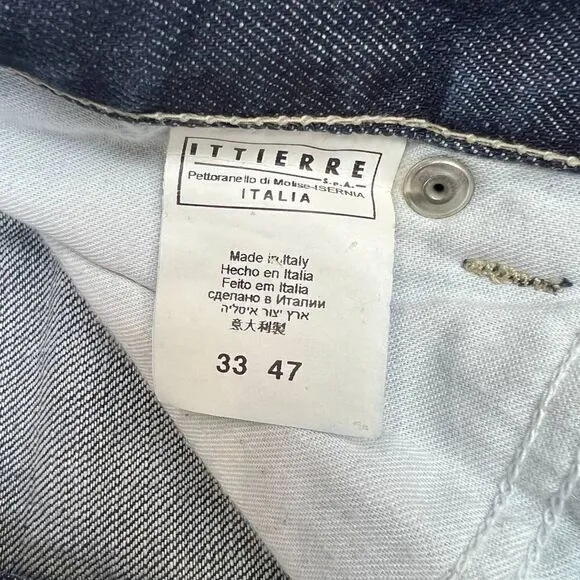 ITTIERRE
S.p.A.
Pettoranello di Molise-ISERNIA
ITALIA
Made in Italy
Hecho en Italia
Feito em Italia
сделано в Италии
ארץ יצור איטליה
意大利製
33 47